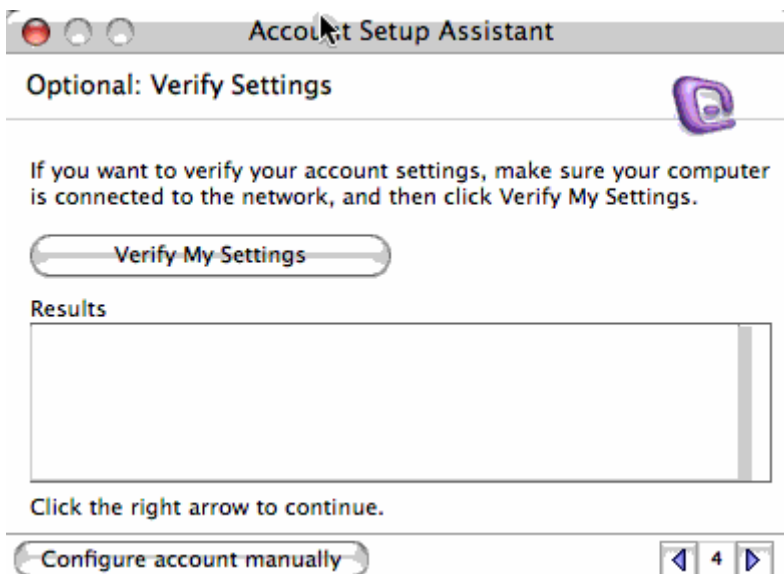 Account Setup Assistant
Optional: Verify Settings
If you want to verify your account settings, make sure your computer
is connected to the network, and then click Verify My Settings.
Verify My Settings
Results
Click the right arrow to continue.
Configure account manually
4